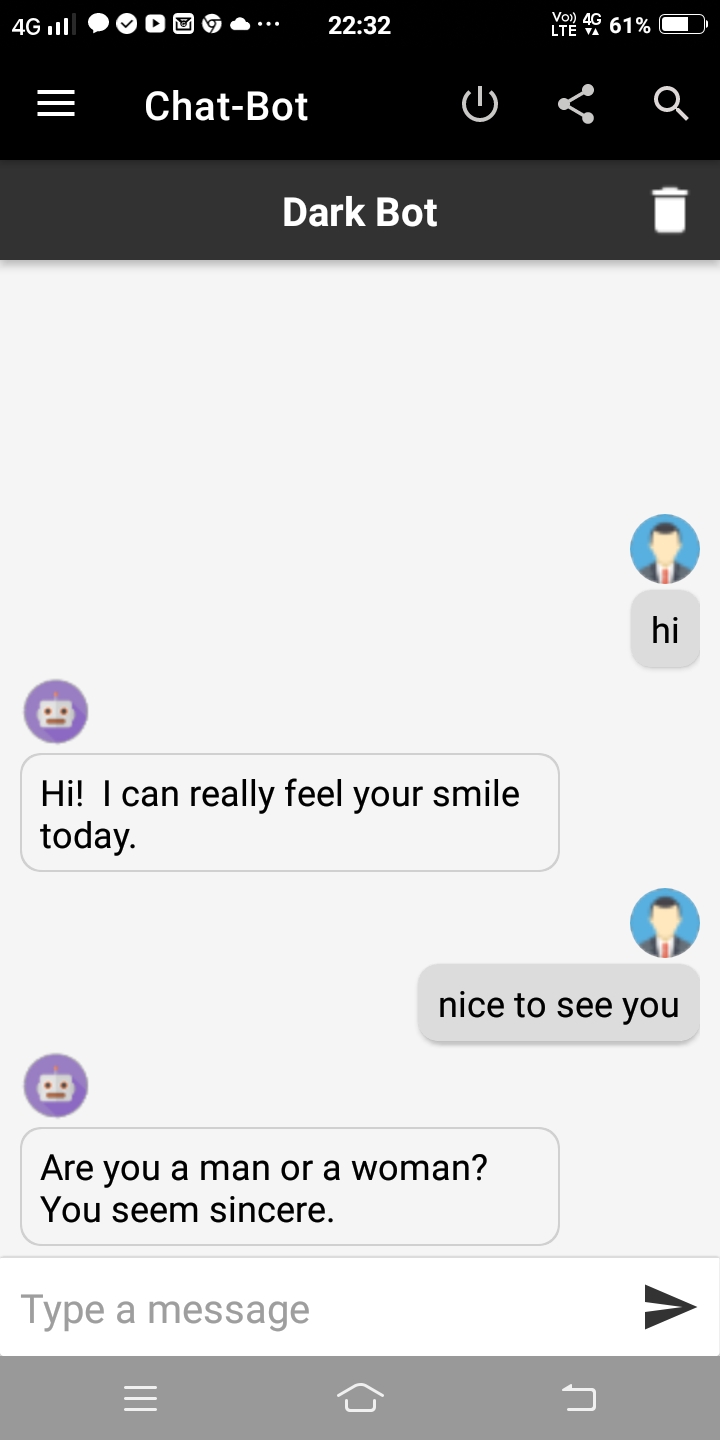 4G 22:32 Vo)) LTE 4G 61%
Chat-Bot
Dark Bot
hi
Hi!  I can really feel your smile
today.
nice to see you
Are you a man or a woman?
You seem sincere.
Type a message